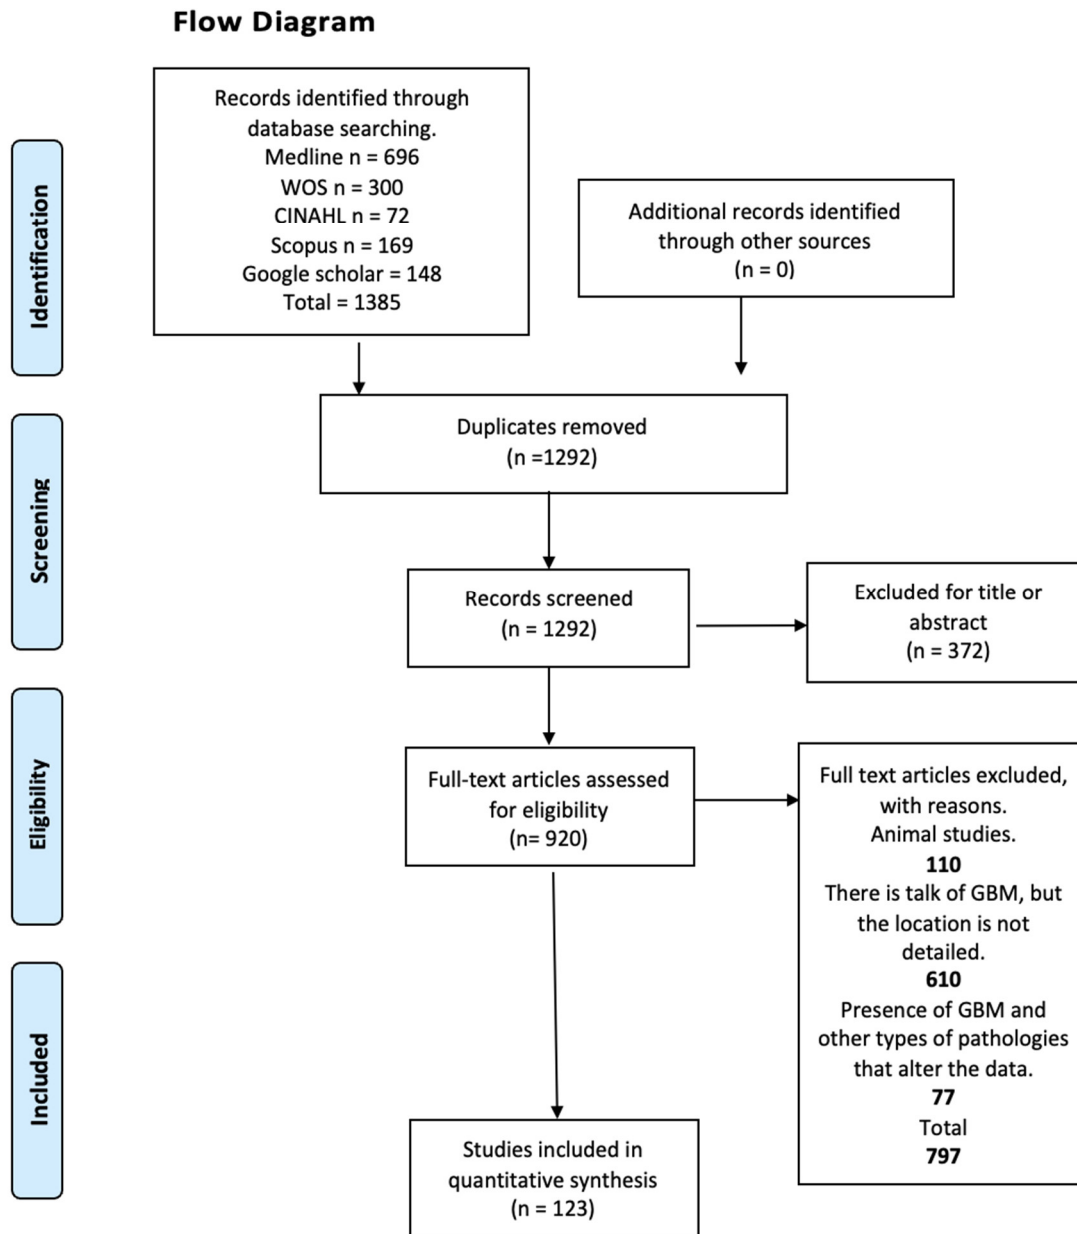 Flow Diagram
Records identified through
database searching.
Medline n = 696
WOS n = 300
CINAHL n = 72
Scopus n = 169
Google scholar = 148
Total = 1385
Additional records identified
through other sources
(n = 0)
Identification
Duplicates removed
(n =1292)
Screening
Records screened
(n = 1292)
Excluded for title or
abstract
(n = 372)
Eligibility
Full-text articles assessed
for eligibility
(n= 920)
Full text articles excluded,
with reasons.
Animal studies.
110
There is talk of GBM, but
the location is not
detailed.
610
Presence of GBM and
other types of pathologies
that alter the data.
77
Total
797
Included
Studies included in
quantitative synthesis
(n = 123)